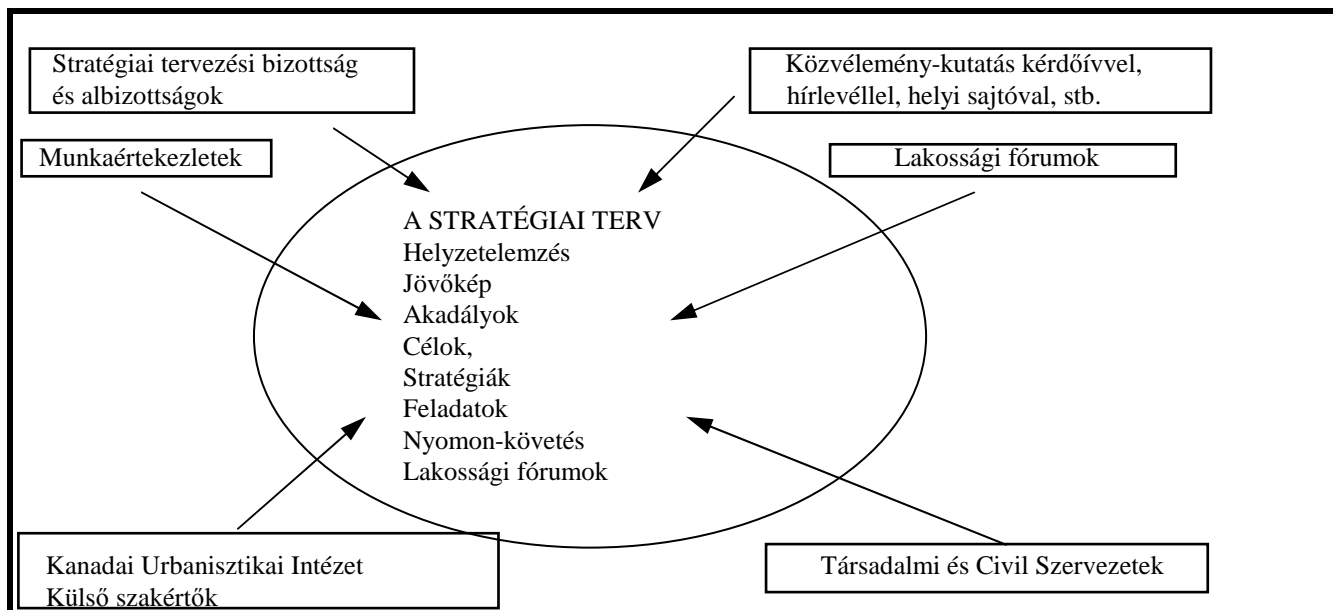 Stratégiai tervezési bizottság
és albizottságok
Közvélemény-kutatás kérdőívvel,
hírlevéllel, helyi sajtóval, stb.
Munkaértekezletek
Lakossági fórumok
A STRATÉGIAI TERV
Helyzetelemzés
Jövőkép
Akadályok
Célok,
Stratégiák
Feladatok
Nyomon-követés
Lakossági fórumok
Kanadai Urbanisztikai Intézet
Külső szakértők
Társadalmi és Civil Szervezetek